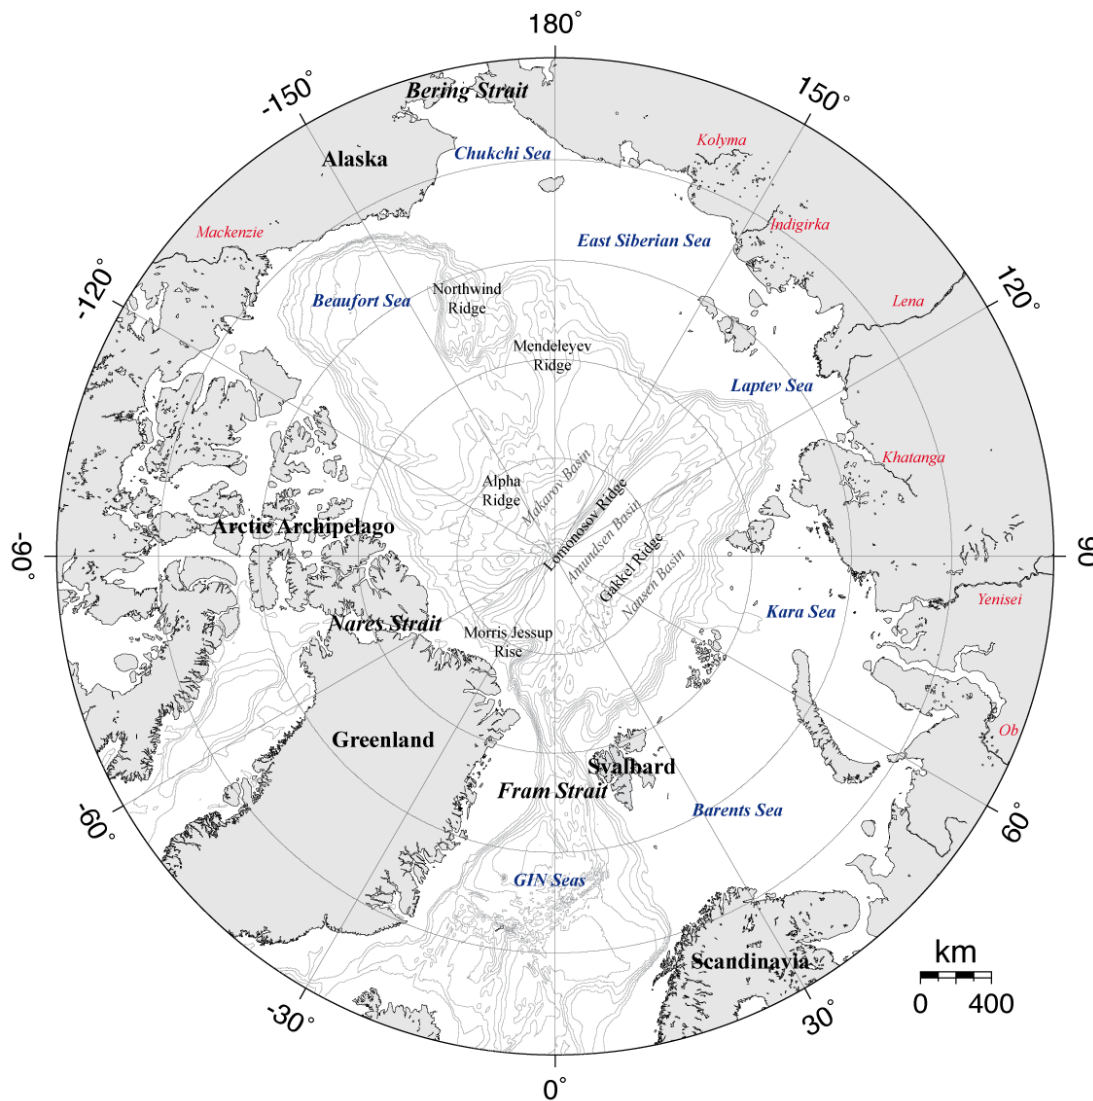 180°
-150°
150°
Bering Strait
Kolyma
Alaska
Chukchi Sea
Mackenzie
Indigirka
East Siberian Sea
-120°
120°
Beaufort Sea
Northwind
Ridge
Lena
Mendeleyev
Ridge
Laptev Sea
Khatanga
Alpha
Ridge
Makarov Basin
Lomonosov Ridge
Arctic Archipelago
Amundsen Basin
Gakkel Ridge
Nansen Basin
-90°
90
Yenisei
Kara Sea
Nares Strait
Morris Jessup
Rise
Greenland
Ob
Svalbard
Fram Strait
Barents Sea
-60°
60°
GIN Seas
Scandinavia
km
0 400
-30°
30°
0°